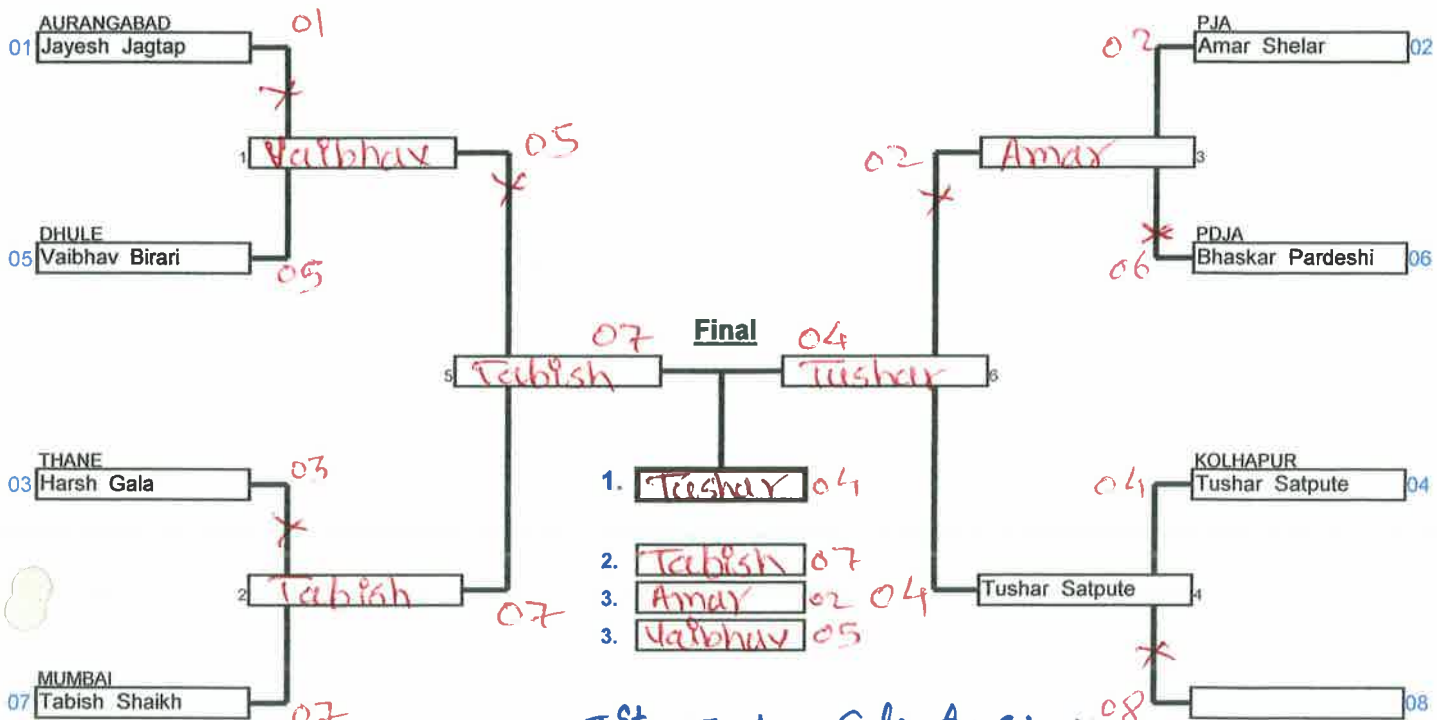 AURANGABAD 01 PJA
01 Jayesh Jagtap 02 Amar Shelar 02
1 Vaibhav 05 02 Amar 3
DHULE PDJA
05 Vaibhav Birari 05 06 Bhaskar Pardeshi 06
07 Final 04
5 Tabish Tushar 6
THANE 03 KOLHAPUR
03 Harsh Gala 04 Tushar Satpute 04
1. Tushar 04
2. Tabish 07
2 Tabish 07 3. Amar 02 04 Tushar Satpute 4
3. Vaibhav 05
MUMBAI
07 Tabish Shaikh 07 08 08
Ist